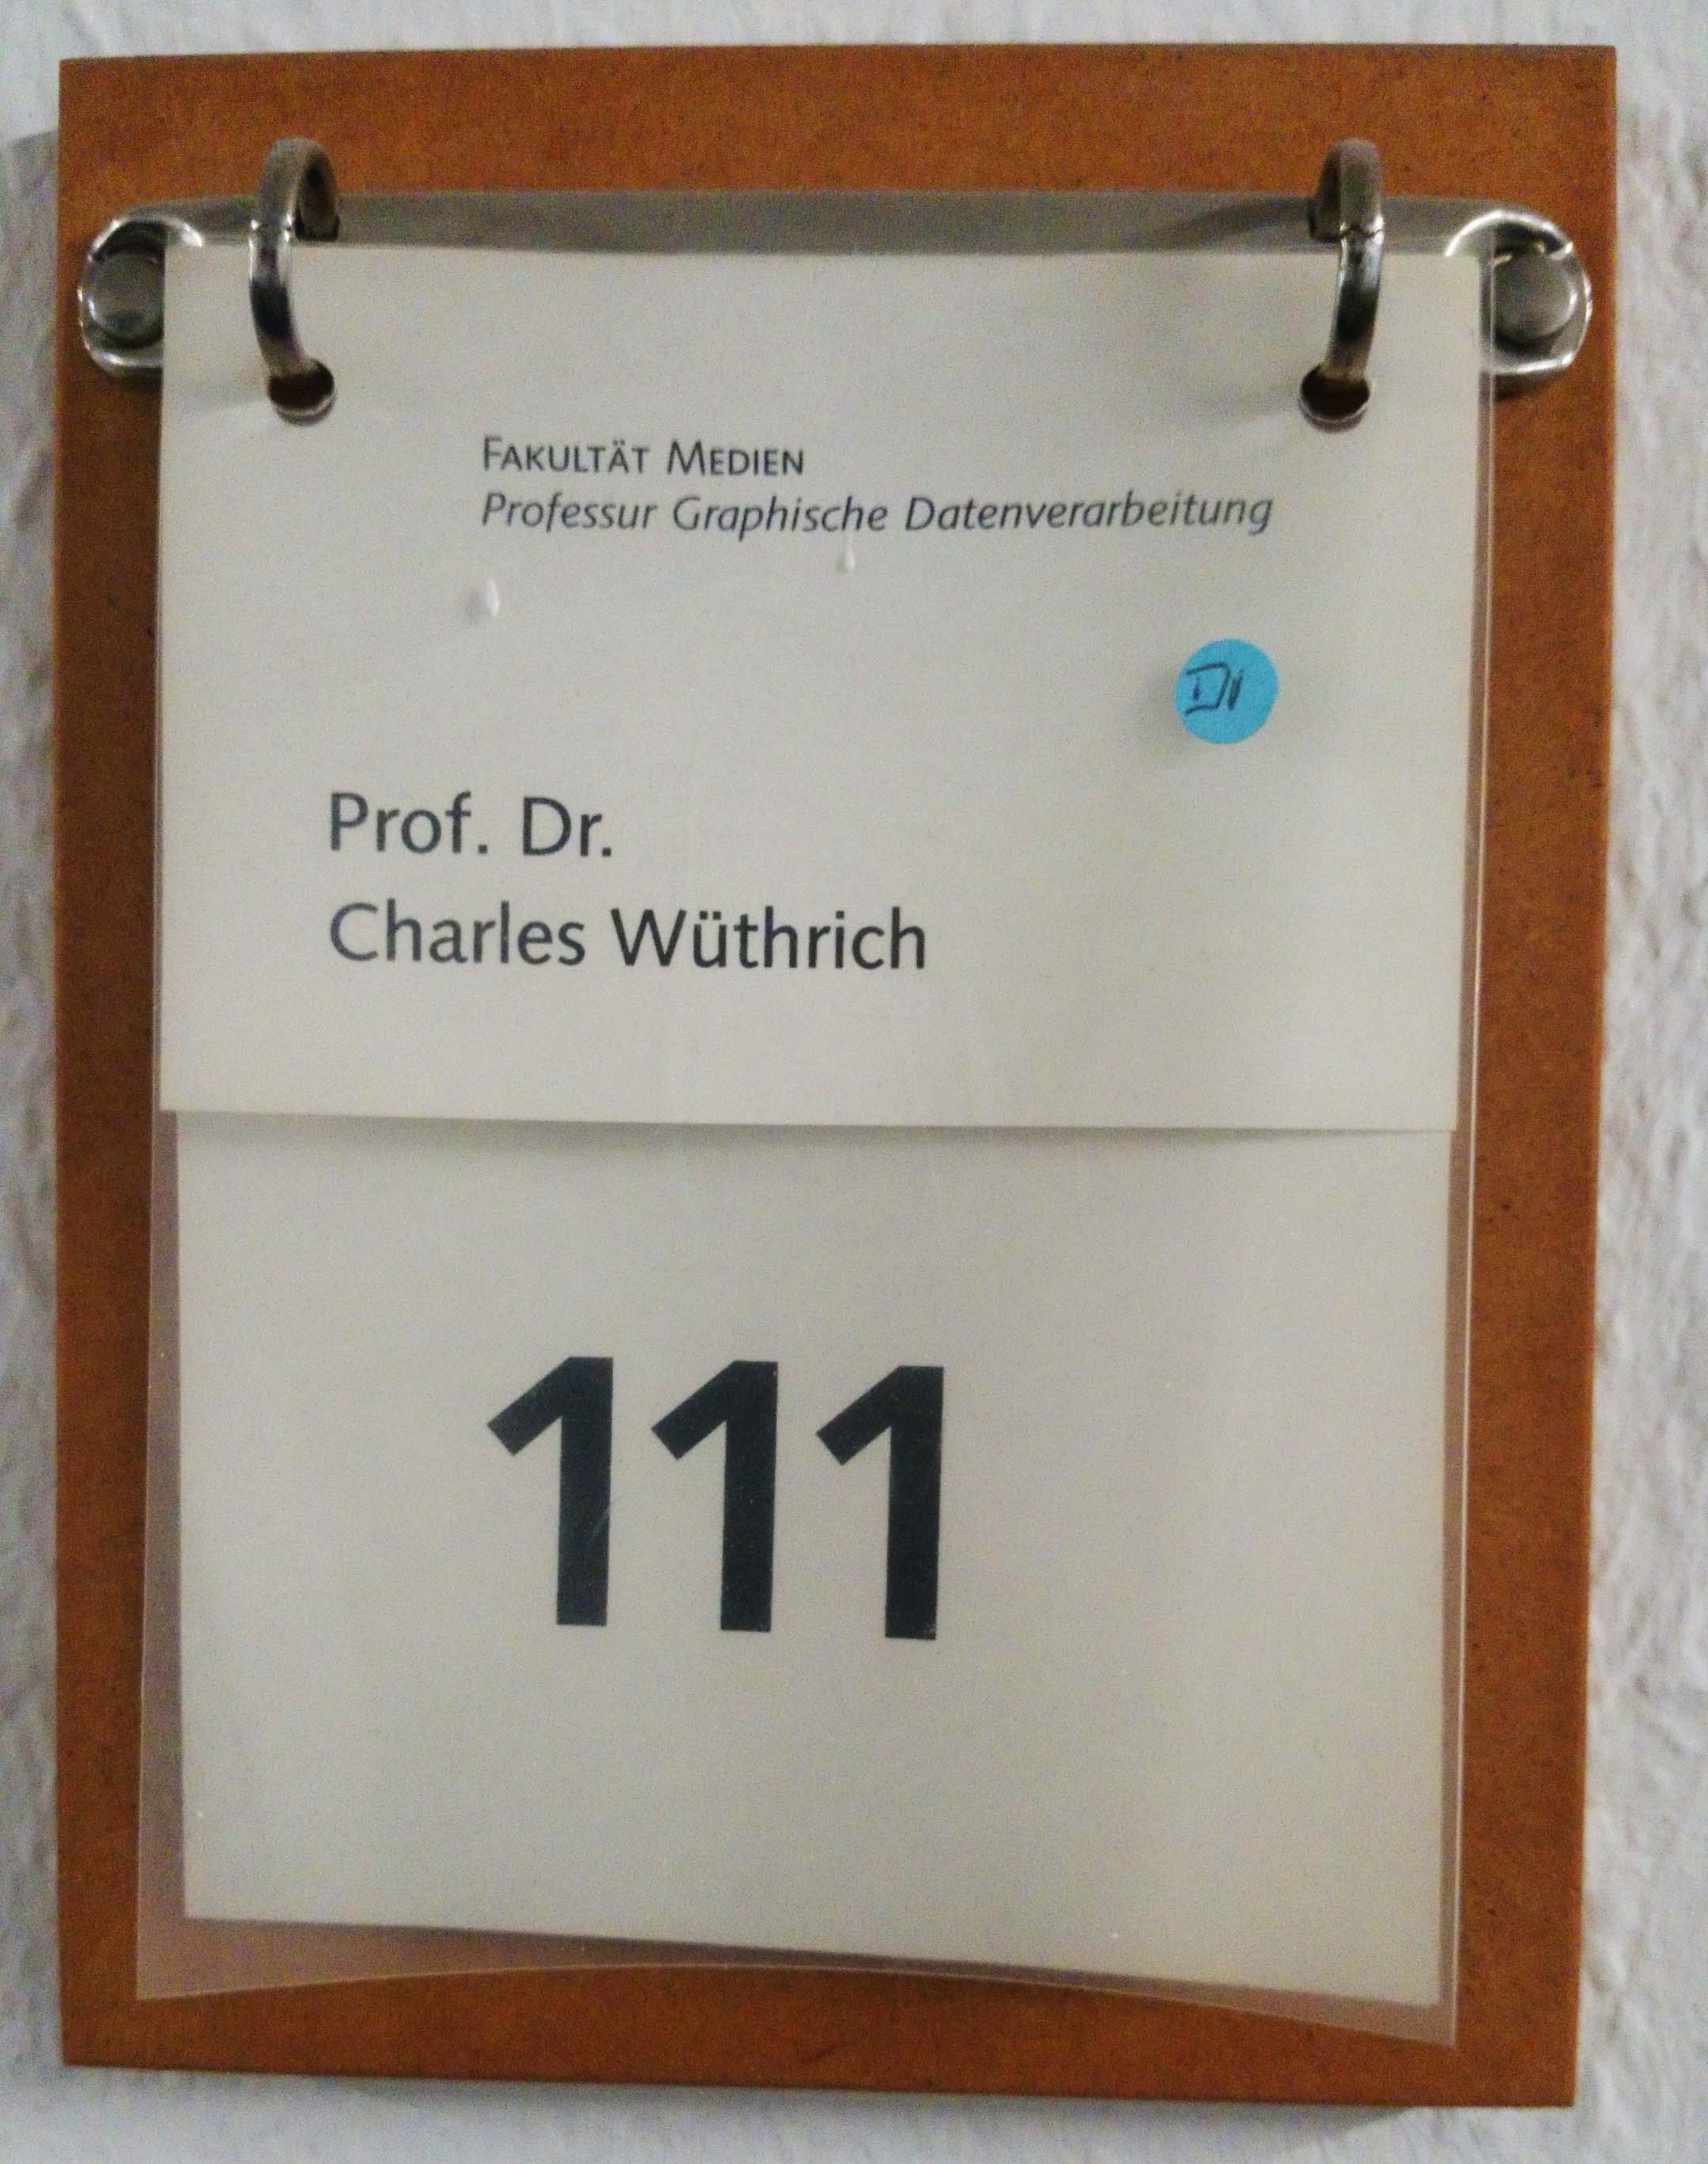 FAKULTÄT MEDIEN
Professur Graphische Datenverarbeitung
Prof. Dr.
Charles Wüthrich
111